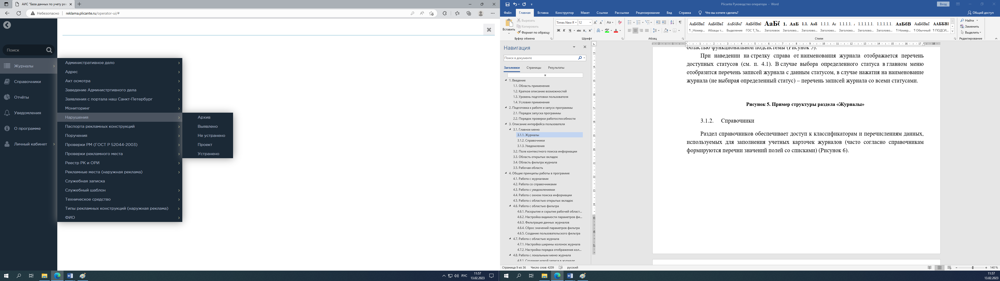 АИС "База данных по учету рек
Небезопасно
reklama.plicante.ru/operator-ui/#
Поиск
Журналы
Справочники
Отчёты
Уведомления
О программе
Личный кабинет
Административное дело
Адрес
Акт осмотра
Заведение Админстртивного дела
Заявления с портала наш Санкт-Петербург
Мониторинг
Нарушения
Паспорта рекламных конструкций
Поручения
Проверки РМ (ГОСТ Р 52044-2003)
Проверки рекламного места
Реестр РК и ОРИ
Рекламные места (наружная реклама)
Служебная записка
Служебный шаблон
Техническое средство
Типы рекламных конструкций (наружная реклама)
ФИО
Архив
Выявлено
Не устранено
Проект
Устранено
РУС
11:57
13.02.2023
Plicante Руководство оператора - Word
Вход
Файл Главная Вставка Конструктор Макет Ссылки Рассылки Рецензирование Вид Справка Что вы хотите сделать? Общий доступ
Вставить
Вырезать
Копировать
Формат по образцу
Буфер обмена
Times New R 12
Ж К Ч abc
Шрифт
Абзац
АаБбВвГ АаБбВвГ АаБбВвГ АаБбВвГ АаБб 1. АаБ 1.1. АаБ 1.1.1. Аа 1.1.1.1. 1.1.1.1.1. 1.1.1.1.1.1. АаБбВ АаБбВвГ ААББВ
¶ _Номер... Абзацы т... Выделение ГОСТ Т_Та... Заголовок Заголово... Заголово... Заголово... Заголово... Заголово... Заголово... ¶ Номер... ¶ Обычный ¶ ПОДСИ...
Стили
Найти
Заменить
Выделить
Редактирование
Навигация
Поиск в документе
Заголовки Страницы Результаты
1. Введение
1.1. Область применения
1.2. Краткое описание возможностей
1.3. Уровень подготовки пользователя
1.4. Условия применения
2. Подготовка к работе и запуск программы
2.1. Порядок запуска программы
2.2. Порядок проверки работоспособности
3. Описание интерфейса пользователя
3.1. Главное меню
3.1.1. Журналы
3.1.2. Справочники
3.1.3. Уведомления
3.2. Поле контекстного поиска информации
3.3. Область открытых вкладок
3.4. Область фильтра журнала
3.5. Рабочая область
4. Общие принципы работы в программе
4.1. Работа с журналами
4.2. Работа со справочниками
4.3. Работа с уведомлениями
4.4. Работа с окном поиска информации
4.5. Работа с областью открытых вкладок
4.6. Работа с областью фильтра
4.6.1. Раскрытие и скрытие рабочей област...
4.6.2. Настройка видимости параметров фи...
4.6.3. Фильтрация данных журналов
4.6.4. Сброс значений параметров фильтра
4.6.5. Создание пользовательского фильтра
4.7. Работа с областью журнала
4.7.1. Настройка ширины колонок журнала
4.7.2. Настройка порядка отображения кол...
4.8. Работа с локальным меню журнала
4.8.1. Создание новой записи в журнале
областью функциональной подсистемы (Рисунок 5).
При наведении на стрелку справа от наименования журнала отображается перечень
доступных статусов (см. п. 4.1). В случае выбора определенного статуса в главном меню
отобразится перечень записей журнала с данным статусом, в случае нажатия на наименование
журнала (не выбирая определенный статус) – перечень записей журнала со всеми статусами.
Рисунок 5. Пример структуры раздела «Журналы»
3.1.2. Справочники
Раздел справочников обеспечивает доступ к классификаторам и перечислениям данных,
используемых для заполнения учетных карточек журналов (часто согласно справочникам
формируются перечни значений полей со списками) (Рисунок 6).
Страница 9 из 36 Число слов: 4209 русский
140 %
11:57
13.02.2023